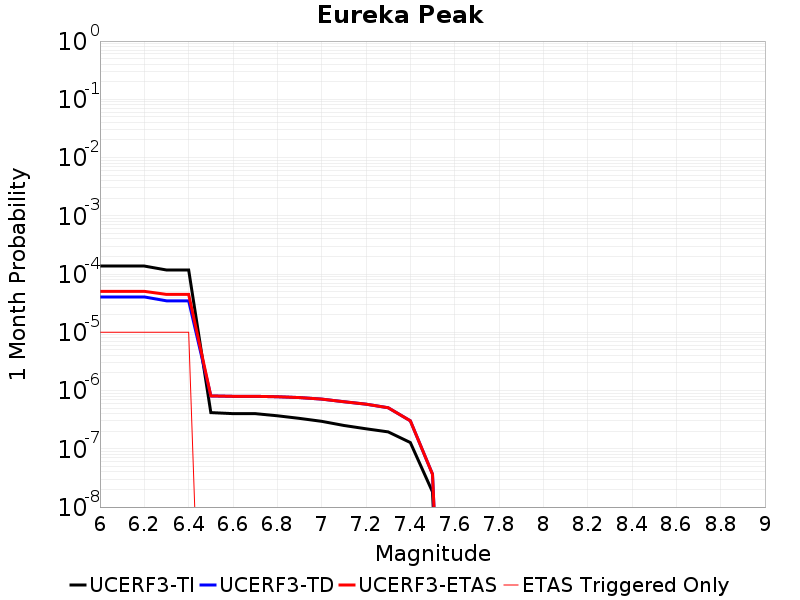 Eureka Peak
1 Month Probability
10^0
10^-1
10^-2
10^-3
10^-4
10^-5
10^-6
10^-7
10^-8
6 6.2 6.4 6.6 6.8 7 7.2 7.4 7.6 7.8 8 8.2 8.4 8.6 8.8 9
Magnitude
UCERF3-TI UCERF3-TD UCERF3-ETAS ETAS Triggered Only